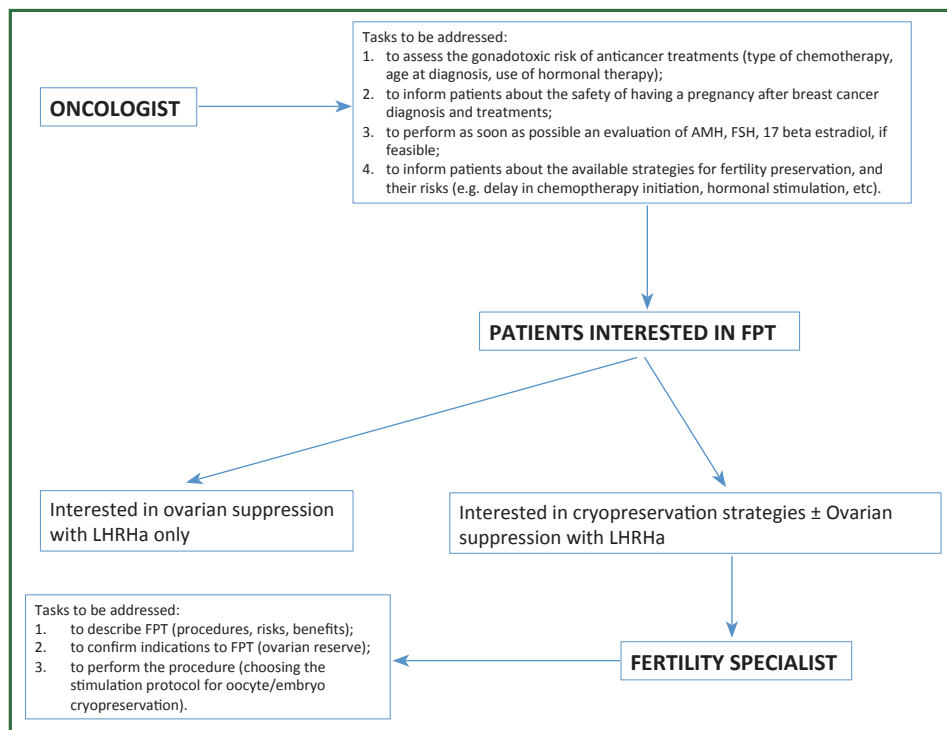 ONCOLOGIST
Tasks to be addressed:
1. to assess the gonadotoxic risk of anticancer treatments (type of chemotherapy,
age at diagnosis, use of hormonal therapy);
2. to inform patients about the safety of having a pregnancy after breast cancer
diagnosis and treatments;
3. to perform as soon as possible an evaluation of AMH, FSH, 17 beta estradiol, if
feasible;
4. to inform patients about the available strategies for fertility preservation, and
their risks (e.g. delay in chemoptherapy initiation, hormonal stimulation, etc).
PATIENTS INTERESTED IN FPT
Interested in ovarian suppression
with LHRHa only
Interested in cryopreservation strategies ± Ovarian
suppression with LHRHa
FERTILITY SPECIALIST
Tasks to be addressed:
1. to describe FPT (procedures, risks, benefits);
2. to confirm indications to FPT (ovarian reserve);
3. to perform the procedure (choosing the
stimulation protocol for oocyte/embryo
cryopreservation).